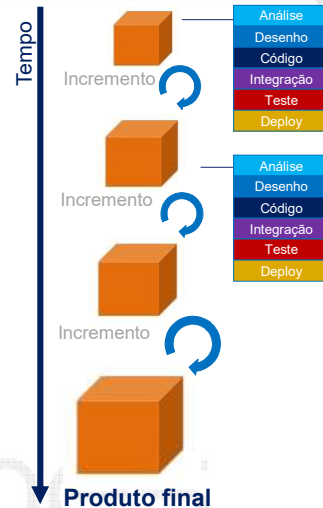 Tempo
Análise
Desenho
Código
Integração
Teste
Deploy
Incremento
Análise
Desenho
Código
Integração
Teste
Deploy
Incremento
Incremento
Produto final